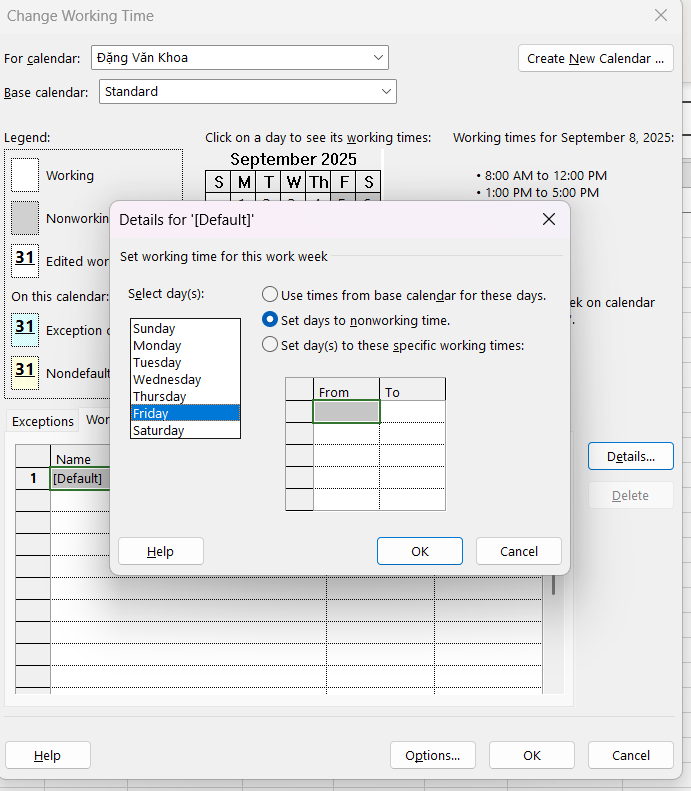 Change Working Time
For calendar: Đặng Văn Khoa
Create New Calendar ...
Base calendar: Standard
Legend:
Click on a day to see its working times:
Working times for September 8, 2025:
Working
September 2025
S M T W Th F S
• 8:00 AM to 12:00 PM
• 1:00 PM to 5:00 PM
Nonworkin
31 Edited wor
On this calendar:
31 Exception
31 Nondefault
Details for '[Default]'
Set working time for this work week
Select day(s):
Sunday
Monday
Tuesday
Wednesday
Thursday
Friday
Saturday
Use times from base calendar for these days.
Set days to nonworking time.
Set day(s) to these specific working times:
From To
Help
OK
Cancel
on calendar
Exceptions
Name
1 [Default]
Details...
Delete
Help
Options...
OK
Cancel